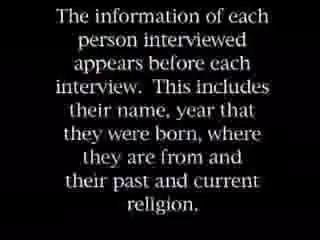 The information of each
person interviewed
appears before each
interview.  This includes
their name, year that
they were born, where
they are from and
their past and current
religion.